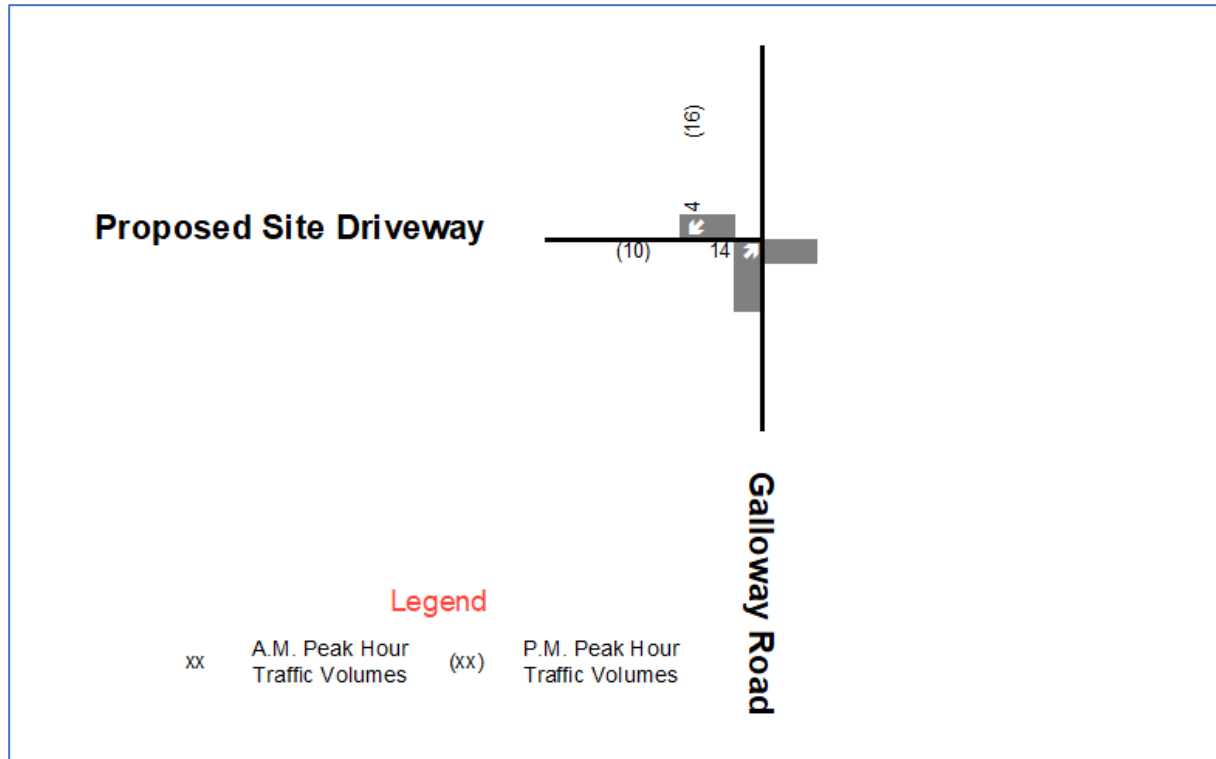 (16)
4
Proposed Site Driveway
(10)
14
Galloway Road
Legend
xx
A.M. Peak Hour
Traffic Volumes
(xx)
P.M. Peak Hour
Traffic Volumes